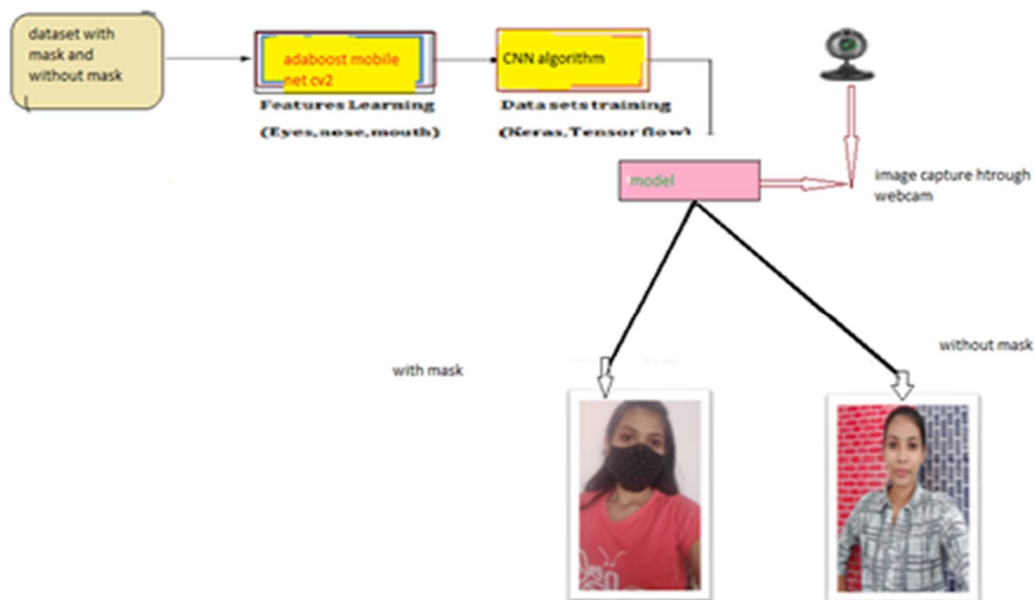 dataset with
mask and
without mask
adaboost mobile
net cv2
Features Learning
(Eyes,nose,mouth)
CNN algorithm
Data sets training
(Keras,Tensor flow)
model
image capture htrough
webcam
with mask
without mask